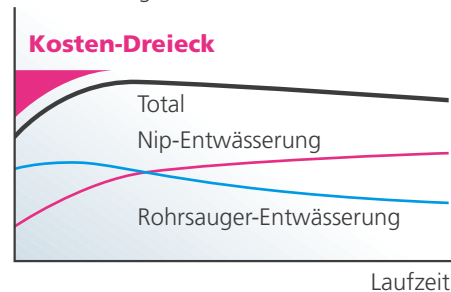 Kosten-Dreieck
Total
Nip-Entwässerung
Rohrsauger-Entwässerung
Laufzeit